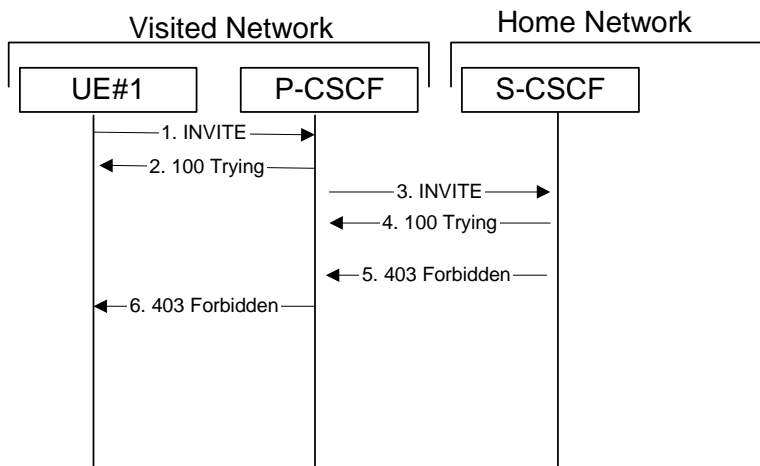 Visited Network
Home Network
UE#1
P-CSCF
S-CSCF
1. INVITE
2. 100 Trying
3. INVITE
4. 100 Trying
5. 403 Forbidden
6. 403 Forbidden